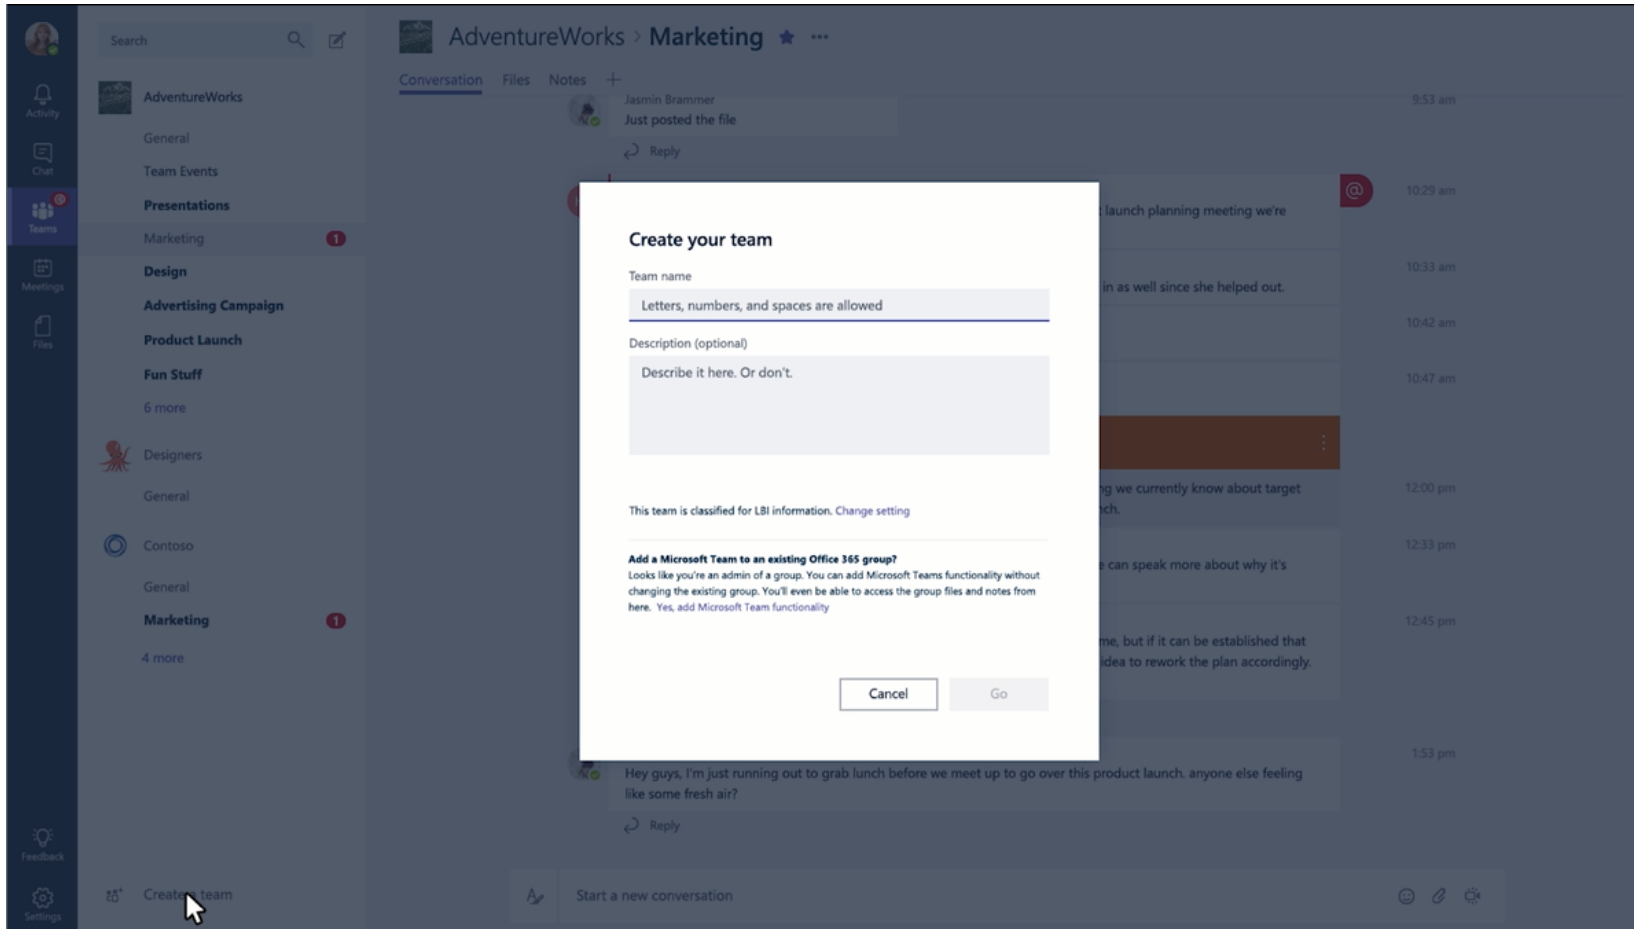 Search
AdventureWorks > Marketing
Conversation Files Notes
Activity
Chat
Teams
Meetings
Files
Feedback
Settings
AdventureWorks
General
Team Events
Presentations
Marketing 1
Design
Advertising Campaign
Product Launch
Fun Stuff
6 more
Designers
General
Contoso
General
Marketing 1
4 more
Create a team
Jasmin Brammer 9:53 am
Just posted the file
Reply
@ 10:29 am
launch planning meeting we're
10:33 am
in as well since she helped out.
10:42 am
10:47 am
we currently know about target 12:00 pm
12:33 pm
can speak more about why it's
12:45 pm
but if it can be established that
idea to rework the plan accordingly.
1:53 pm
Hey guys, I'm just running out to grab lunch before we meet up to go over this product launch. anyone else feeling
like some fresh air?
Reply
Start a new conversation
Create your team
Team name
Letters, numbers, and spaces are allowed
Description (optional)
Describe it here. Or don't.
This team is classified for LBI information. Change setting
Add a Microsoft Team to an existing Office 365 group?
Looks like you're an admin of a group. You can add Microsoft Teams functionality without
changing the existing group. You'll even be able to access the group files and notes from
here. Yes, add Microsoft Team functionality
Cancel Go